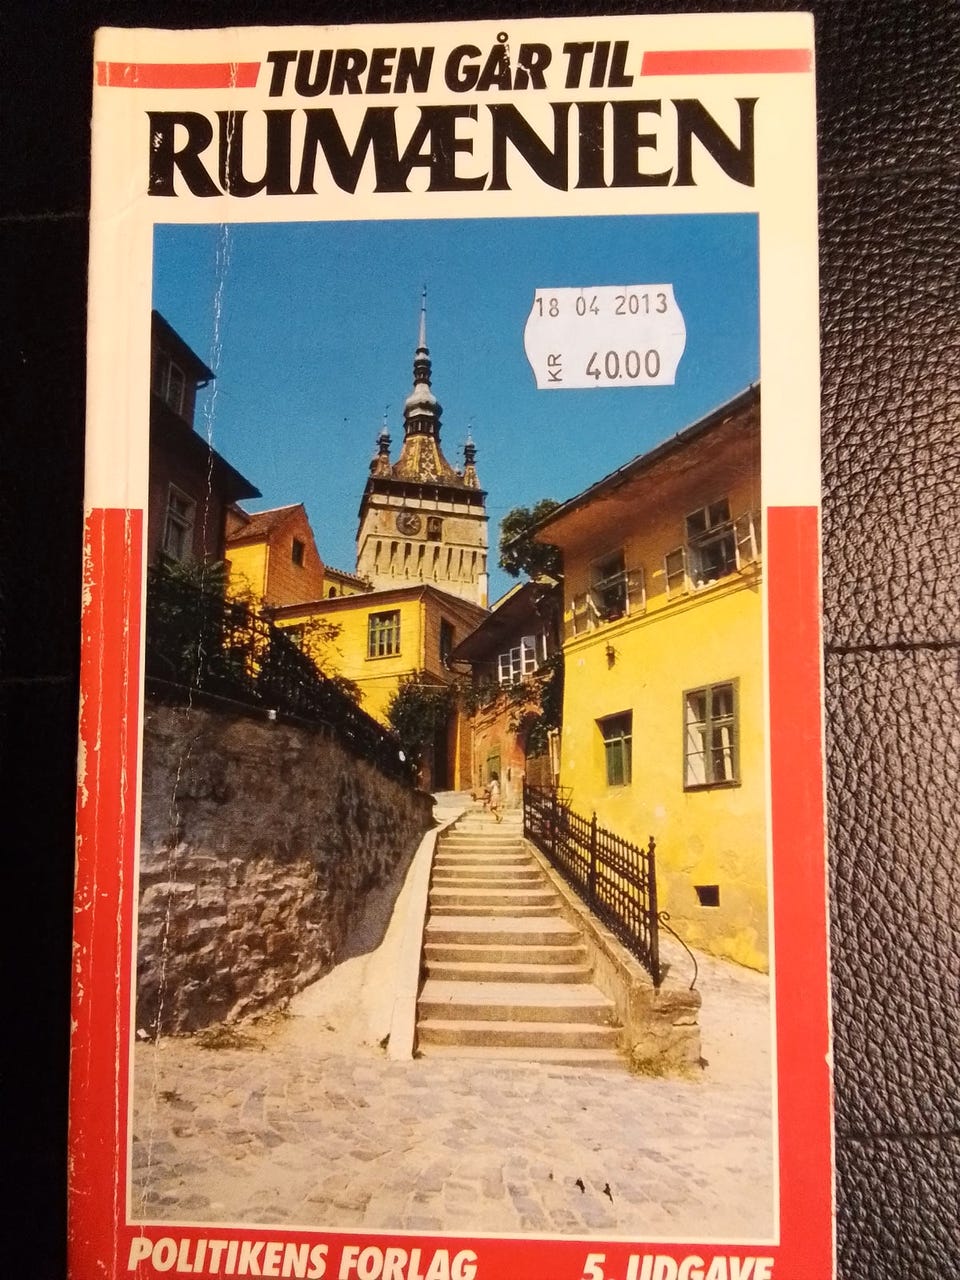 TUREN GÅR TIL
RUMÆNIEN
18 04 2013
KR 40.00
POLITIKENS FORLAG 5. UDGAVE